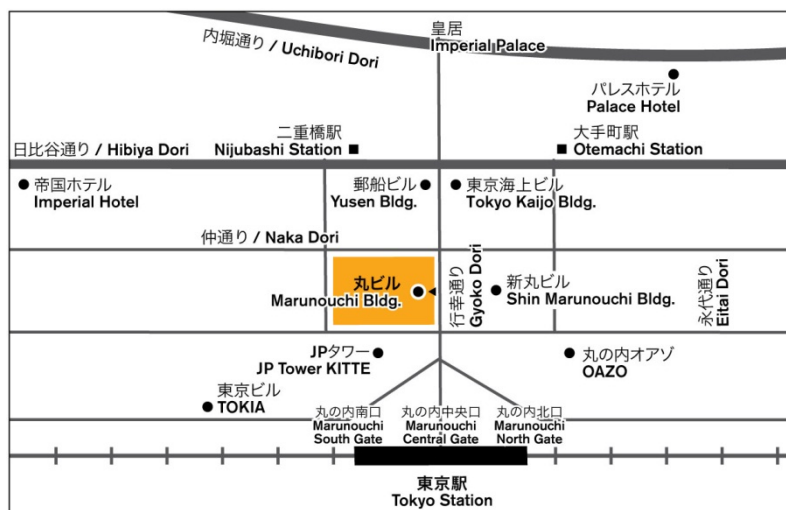 皇居
Imperial Palace
内堀通り / Uchibori Dori
パレスホテル
Palace Hotel
二重橋駅
Nijubashi Station
大手町駅
Otemachi Station
日比谷通り / Hibiya Dori
帝国ホテル
Imperial Hotel
郵船ビル
Yusen Bldg.
東京海上ビル
Tokyo Kaijo Bldg.
仲通り / Naka Dori
丸ビル
Marunouchi Bldg.
行幸通り
Gyoko Dori
新丸ビル
Shin Marunouchi Bldg.
永代通り
Eitai Dori
JPタワー
JP Tower KITTE
丸の内オアゾ
OAZO
東京ビル
TOKIA
丸の内南口
Marunouchi
South Gate
丸の内中央口
Marunouchi
Central Gate
丸の内北口
Marunouchi
North Gate
東京駅
Tokyo Station